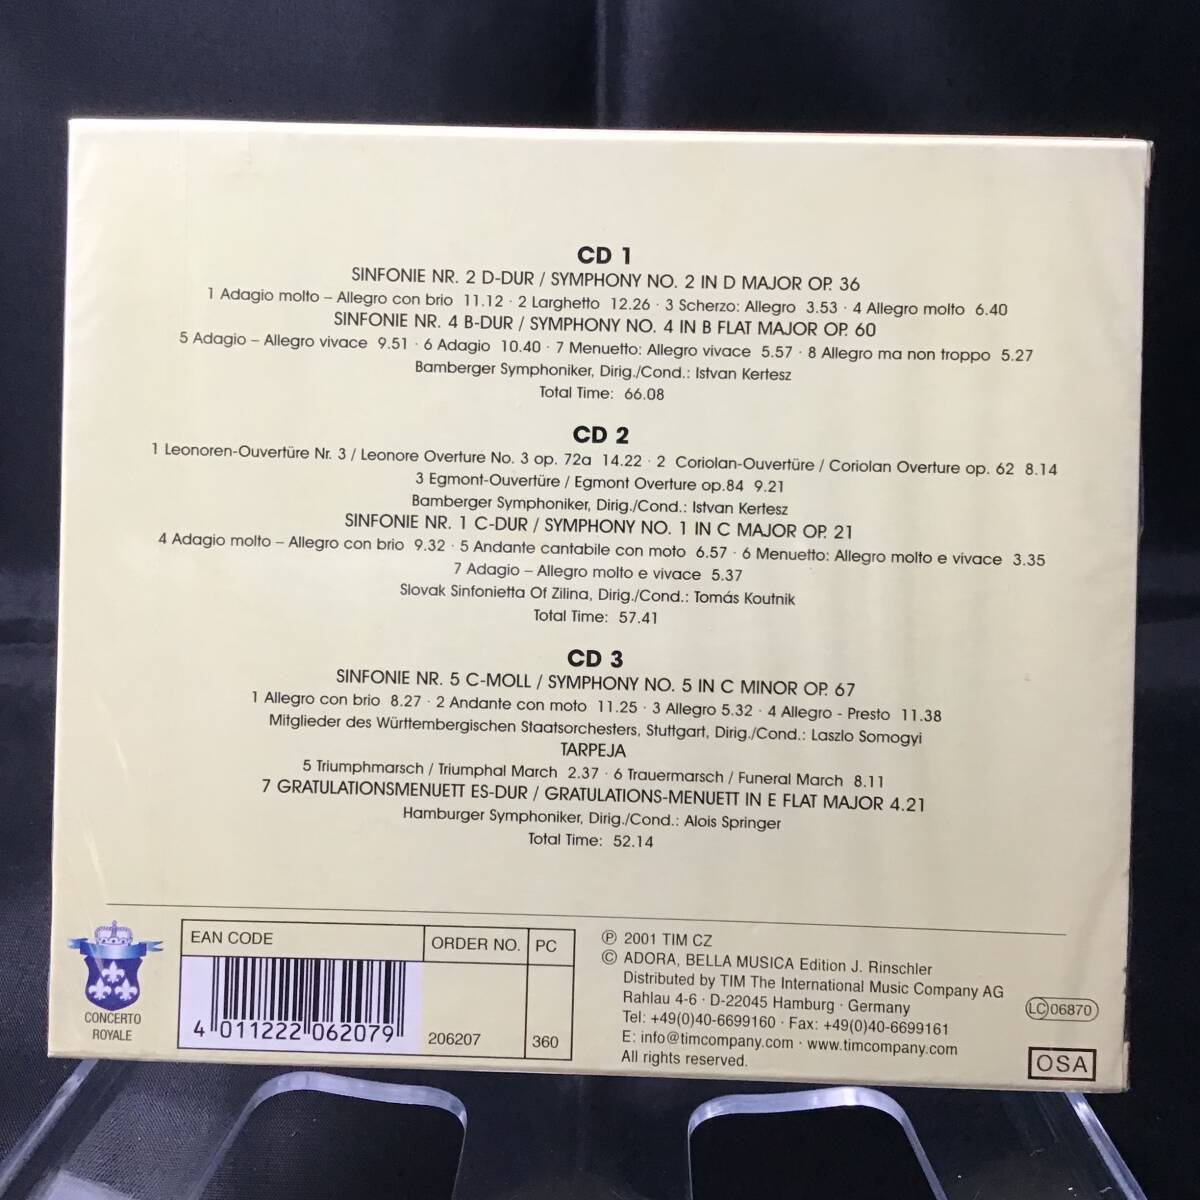 CD 1
SINFONIE NR. 2 D-DUR / SYMPHONY NO. 2 IN D MAJOR OP. 36
1 Adagio molto – Allegro con brio 11.12 · 2 Larghetto 12.26 · 3 Scherzo: Allegro 3.53 · 4 Allegro molto 6.40
SINFONIE NR. 4 B-DUR / SYMPHONY NO. 4 IN B FLAT MAJOR OP. 60
5 Adagio – Allegro vivace 9.51 · 6 Adagio 10.40 · 7 Menuetto: Allegro vivace 5.57 · 8 Allegro ma non troppo 5.27
Bamberger Symphoniker, Dirig./Cond.: Istvan Kertesz
Total Time: 66.08
CD 2
1 Leonoren-Ouvertüre Nr. 3 / Leonore Overture No. 3 op. 72a 14.22 · 2 Coriolan-Ouvertüre / Coriolan Overture op. 62 8.14
3 Egmont-Ouvertüre / Egmont Overture op.84 9.21
Bamberger Symphoniker, Dirig./Cond.: Istvan Kertesz
SINFONIE NR. 1 C-DUR / SYMPHONY NO. 1 IN C MAJOR OP. 21
4 Adagio molto – Allegro con brio 9.32 · 5 Andante cantabile con moto 6.57 · 6 Menuetto: Allegro molto e vivace 3.35
7 Adagio – Allegro molto e vivace 5.37
Slovak Sinfonietta Of Zilina, Dirig./Cond.: Tomás Koutnik
Total Time: 57.41
CD 3
SINFONIE NR. 5 C-MOLL / SYMPHONY NO. 5 IN C MINOR OP. 67
1 Allegro con brio 8.27 · 2 Andante con moto 11.25 · 3 Allegro 5.32 · 4 Allegro - Presto 11.38
Mitglieder des Württembergischen Staatsorchesters, Stuttgart, Dirig./Cond.: Laszlo Somogyi
TARPEJA
5 Triumphmarsch / Triumphal March 2.37 · 6 Trauermarsch / Funeral March 8.11
7 GRATULATIONSMENUETT ES-DUR / GRATULATIONS-MENUETT IN E FLAT MAJOR 4.21
Hamburger Symphoniker, Dirig./Cond.: Alois Springer
Total Time: 52.14
CONCERTO
ROYALE
EAN CODE
4 011222 062079
ORDER NO.
206207
PC
360
℗ 2001 TIM CZ
© ADORA, BELLA MUSICA Edition J. Rinschler
Distributed by TIM The International Music Company AG
Rahlau 4-6 · D-22045 Hamburg · Germany
Tel: +49(0)40-6699160 · Fax: +49(0)40-6699161
E: info@timcompany.com · www.timcompany.com
All rights reserved.
LC 06870
OSA